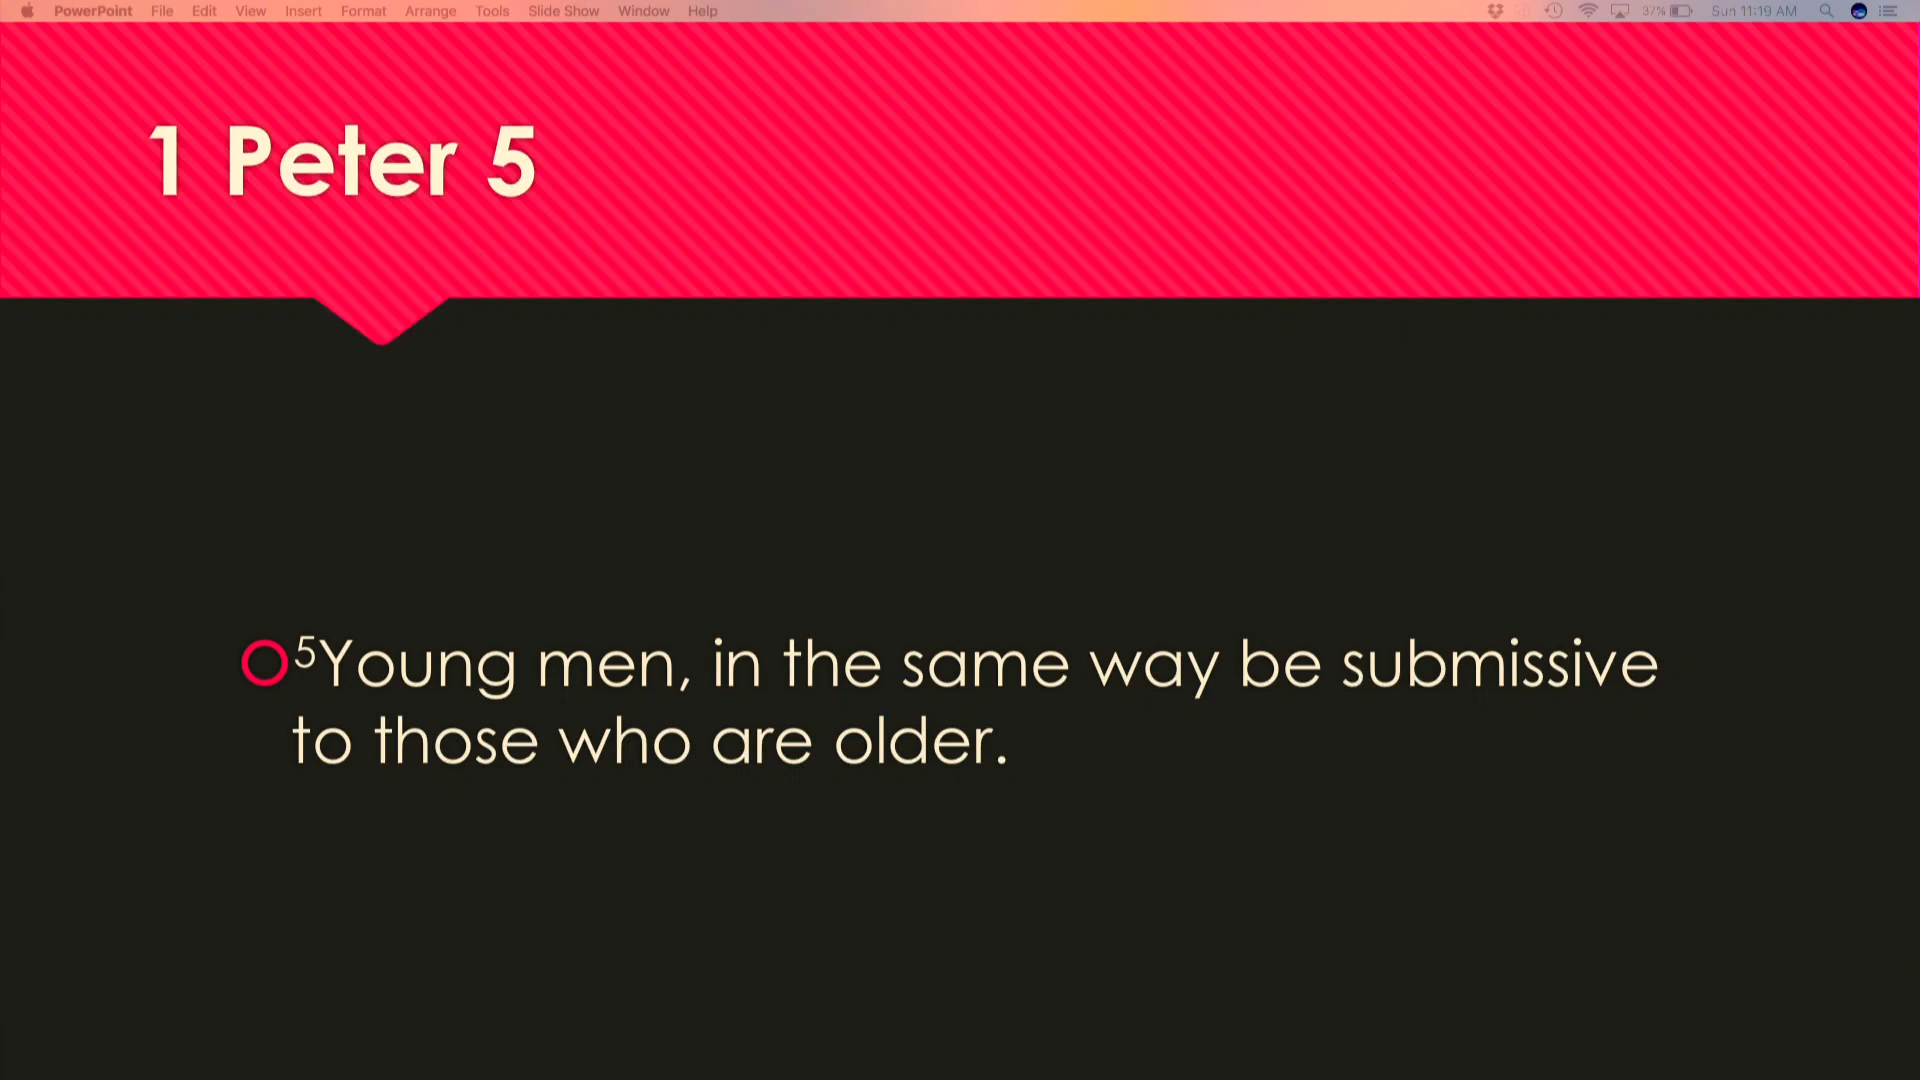 PowerPoint File Edit View Insert Format Arrange Tools Slide Show Window Help 37% Sun 11:19 AM
1 Peter 5
5Young men, in the same way be submissive
to those who are older.